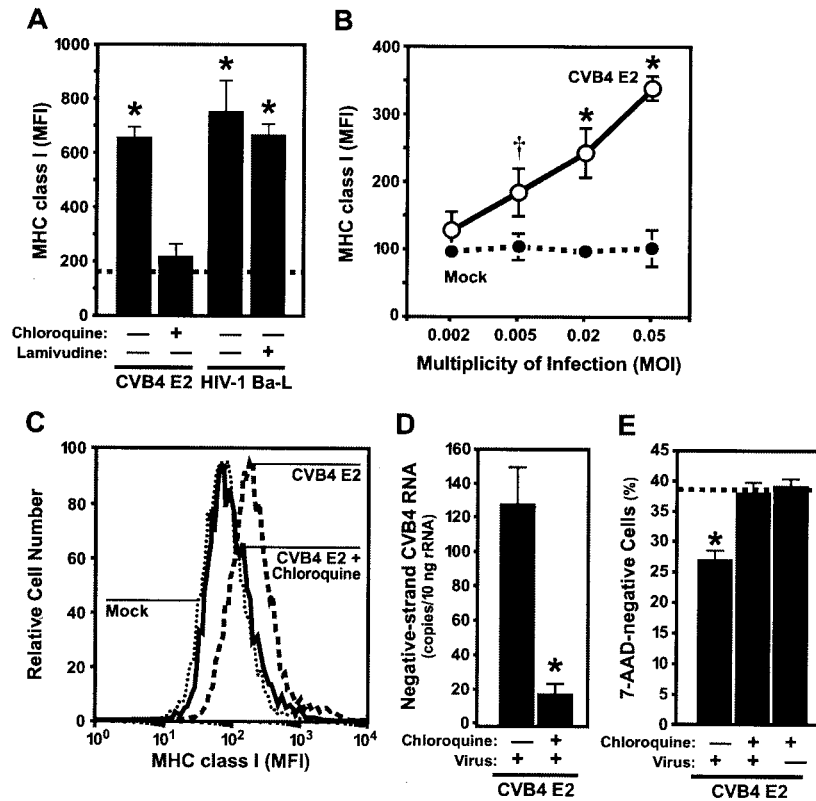 A
MHC class I (MFI)
1000
800
600
400
200
0
*
*
*
Chloroquine: — + — —
Lamivudine: — — — +
CVB4 E2 HIV-1 Ba-L
B
MHC class I (MFI)
400
300
200
100
0
CVB4 E2
†
*
*
Mock
0.002 0.005 0.02 0.05
Multiplicity of Infection (MOI)
C
Relative Cell Number
100
80
60
40
20
0
CVB4 E2
CVB4 E2 +
Chloroquine
Mock
10⁰ 10¹ 10² 10³ 10⁴
MHC class I (MFI)
D
Negative-strand CVB4 RNA
(copies/10 ng rRNA)
160
140
120
100
80
60
40
20
0
*
Chloroquine: — +
Virus: + +
CVB4 E2
E
7-AAD-negative Cells (%)
45
40
35
30
25
20
15
10
5
0
*
Chloroquine: — + +
Virus: + + —
CVB4 E2